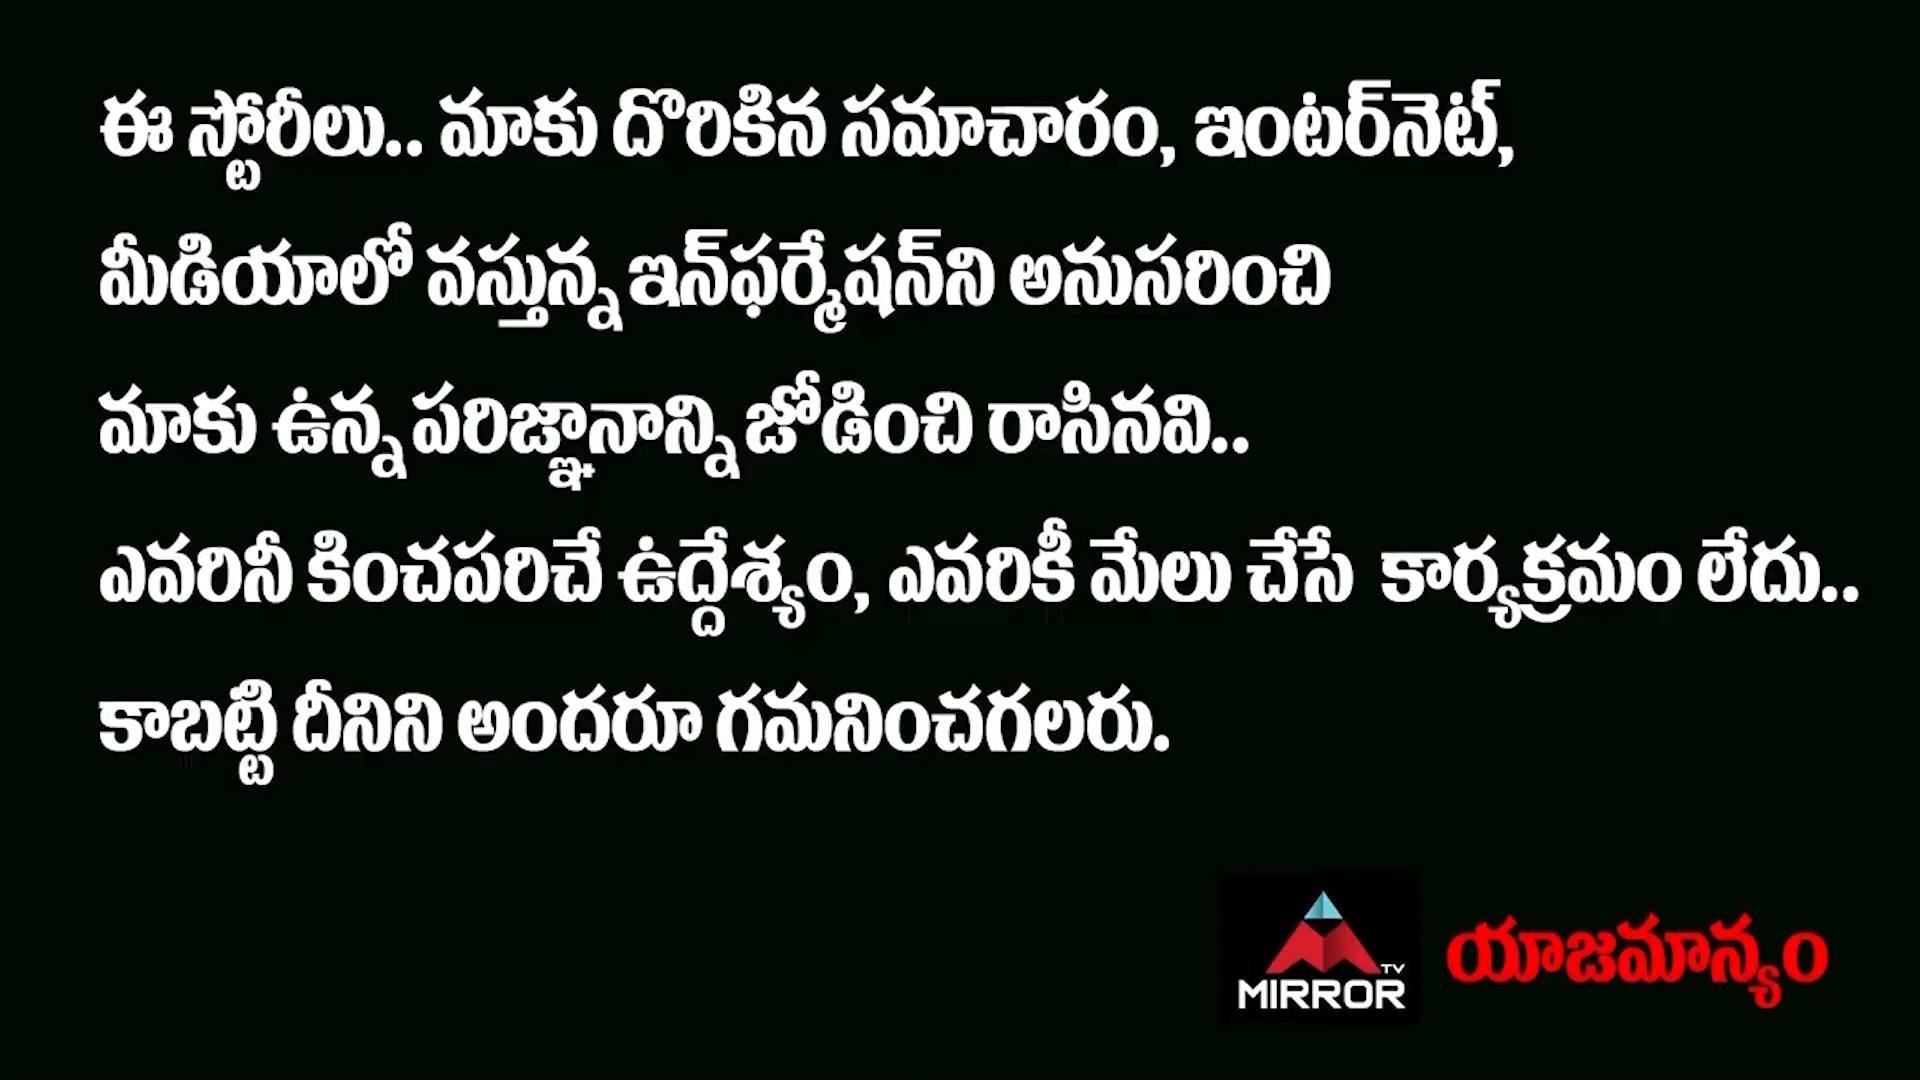 ఈ స్టోరీలు.. మాకు దొరికిన సమాచారం, ఇంటర్‌నెట్,
మీడియాలో వస్తున్న ఇన్‌ఫర్మేషన్‌ని అనుసరించి
మాకు ఉన్న పరిజ్ఞానాన్ని జోడించి రాసినవి..
ఎవరినీ కించపరిచే ఉద్దేశ్యం, ఎవరికీ మేలు చేసే కార్యక్రమం లేదు..
కాబట్టి దీనిని అందరూ గమనించగలరు.
TV
MIRROR
యాజమాన్యం